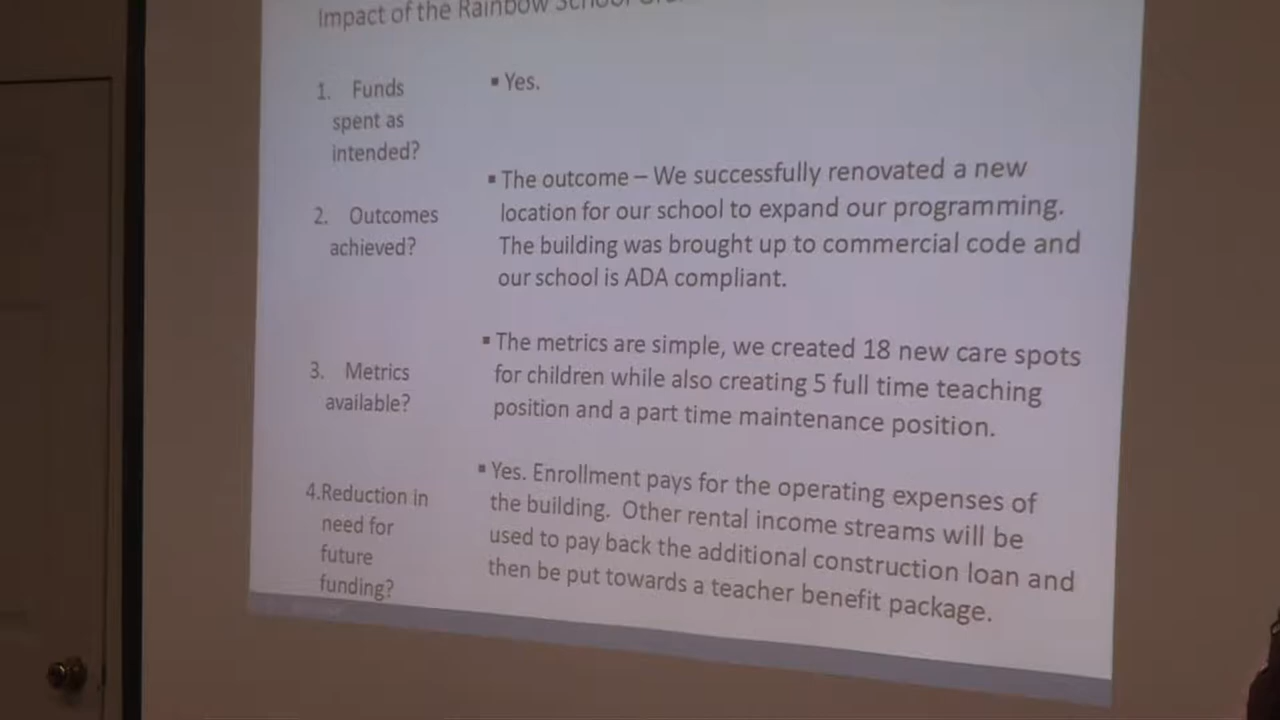 Impact of the Rainbow School
1. Funds
spent as
intended?
▪ Yes.
2. Outcomes
achieved?
▪ The outcome – We successfully renovated a new
location for our school to expand our programming.
The building was brought up to commercial code and
our school is ADA compliant.
3. Metrics
available?
▪ The metrics are simple, we created 18 new care spots
for children while also creating 5 full time teaching
position and a part time maintenance position.
4.Reduction in
need for
future
funding?
▪ Yes. Enrollment pays for the operating expenses of
the building. Other rental income streams will be
used to pay back the additional construction loan and
then be put towards a teacher benefit package.